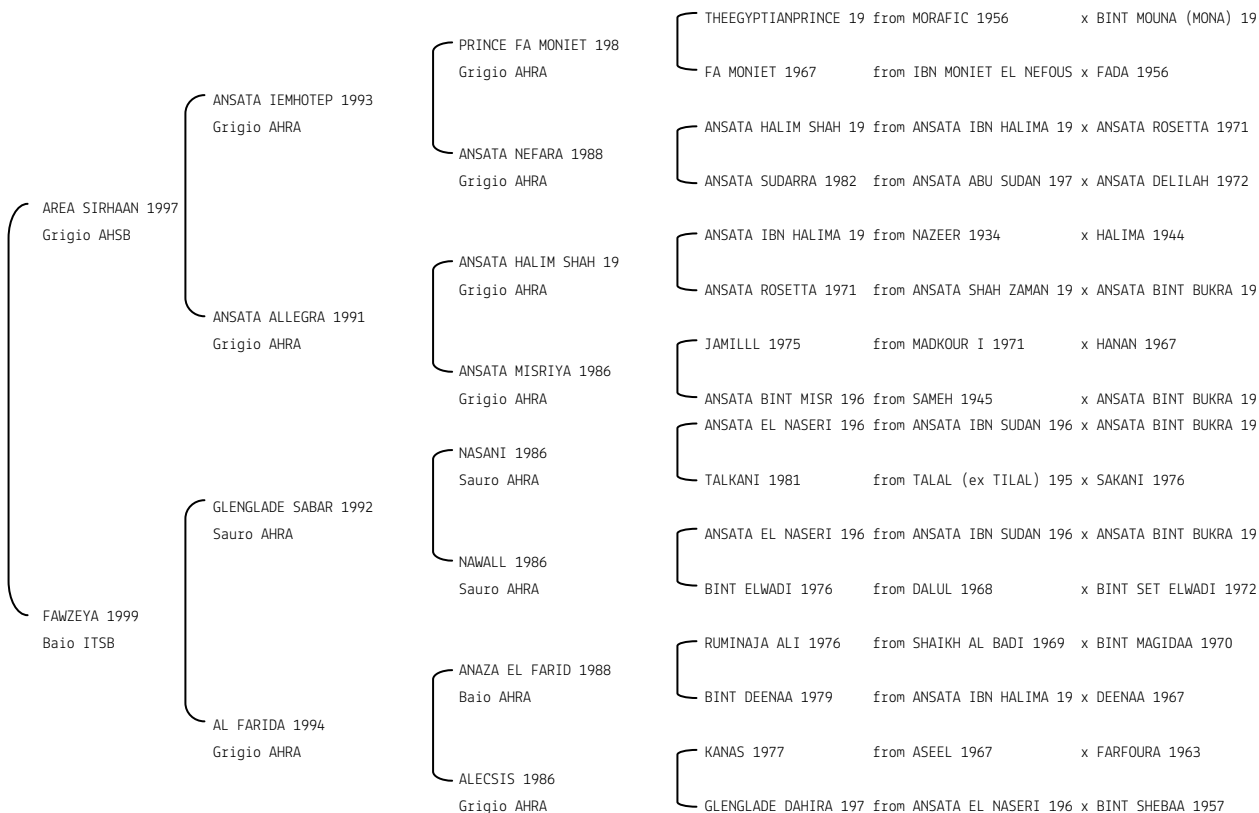 THEEGYPTIANPRINCE 19 from MORAFIC 1956 x BINT MOUNA (MONA) 19
PRINCE FA MONIET 198
Grigio AHRA
FA MONIET 1967 from IBN MONIET EL NEFOUS x FADA 1956
ANSATA IEMHOTEP 1993
Grigio AHRA
ANSATA HALIM SHAH 19 from ANSATA IBN HALIMA 19 x ANSATA ROSETTA 1971
ANSATA NEFARA 1988
Grigio AHRA
ANSATA SUDARRA 1982 from ANSATA ABU SUDAN 197 x ANSATA DELILAH 1972
AREA SIRHAAN 1997
Grigio AHSB
ANSATA IBN HALIMA 19 from NAZEER 1934 x HALIMA 1944
ANSATA HALIM SHAH 19
Grigio AHRA
ANSATA ROSETTA 1971 from ANSATA SHAH ZAMAN 19 x ANSATA BINT BUKRA 19
ANSATA ALLEGRA 1991
Grigio AHRA
JAMILLL 1975 from MADKOUR I 1971 x HANAN 1967
ANSATA MISRIYA 1986
Grigio AHRA
ANSATA BINT MISR 196 from SAMEH 1945 x ANSATA BINT BUKRA 19
ANSATA EL NASERI 196 from ANSATA IBN SUDAN 196 x ANSATA BINT BUKRA 19
NASANI 1986
Sauro AHRA
TALKANI 1981 from TALAL (ex TILAL) 195 x SAKANI 1976
GLENGLADE SABAR 1992
Sauro AHRA
ANSATA EL NASERI 196 from ANSATA IBN SUDAN 196 x ANSATA BINT BUKRA 19
NAWALL 1986
Sauro AHRA
BINT ELWADI 1976 from DALUL 1968 x BINT SET ELWADI 1972
FAWZEYA 1999
Baio ITSB
RUMINAJA ALI 1976 from SHAIKH AL BADI 1969 x BINT MAGIDAA 1970
ANAZA EL FARID 1988
Baio AHRA
BINT DEENAA 1979 from ANSATA IBN HALIMA 19 x DEENAA 1967
AL FARIDA 1994
Grigio AHRA
KANAS 1977 from ASEEL 1967 x FARFOURA 1963
ALECSIS 1986
Grigio AHRA
GLENGLADE DAHIRA 197 from ANSATA EL NASERI 196 x BINT SHEBAA 1957